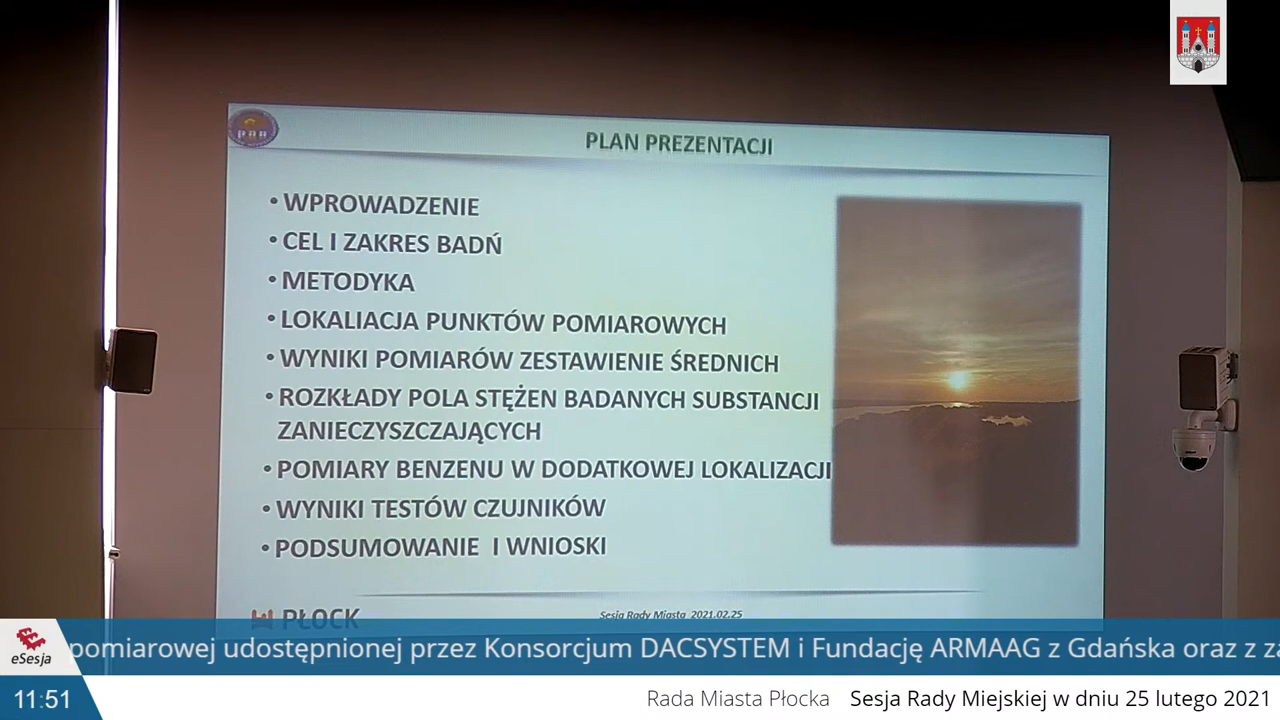 PLAN PREZENTACJI
• WPROWADZENIE
• CEL I ZAKRES BADŃ
• METODYKA
• LOKALIACJA PUNKTÓW POMIAROWYCH
• WYNIKI POMIARÓW ZESTAWIENIE ŚREDNICH
• ROZKŁADY POLA STĘŻEN BADANYCH SUBSTANCJI
ZANIECZYSZCZAJĄCYCH
• POMIARY BENZENU W DODATKOWEJ LOKALIZACJI
• WYNIKI TESTÓW CZUJNIKÓW
• PODSUMOWANIE I WNIOSKI
PŁOCK
Sesja Rady Miasta 2021.02.25
eSesja
pomiarowej udostępnionej przez Konsorcjum DACSYSTEM i Fundację ARMAAG z Gdańska oraz z
11:51
Rada Miasta Płocka Sesja Rady Miejskiej w dniu 25 lutego 2021